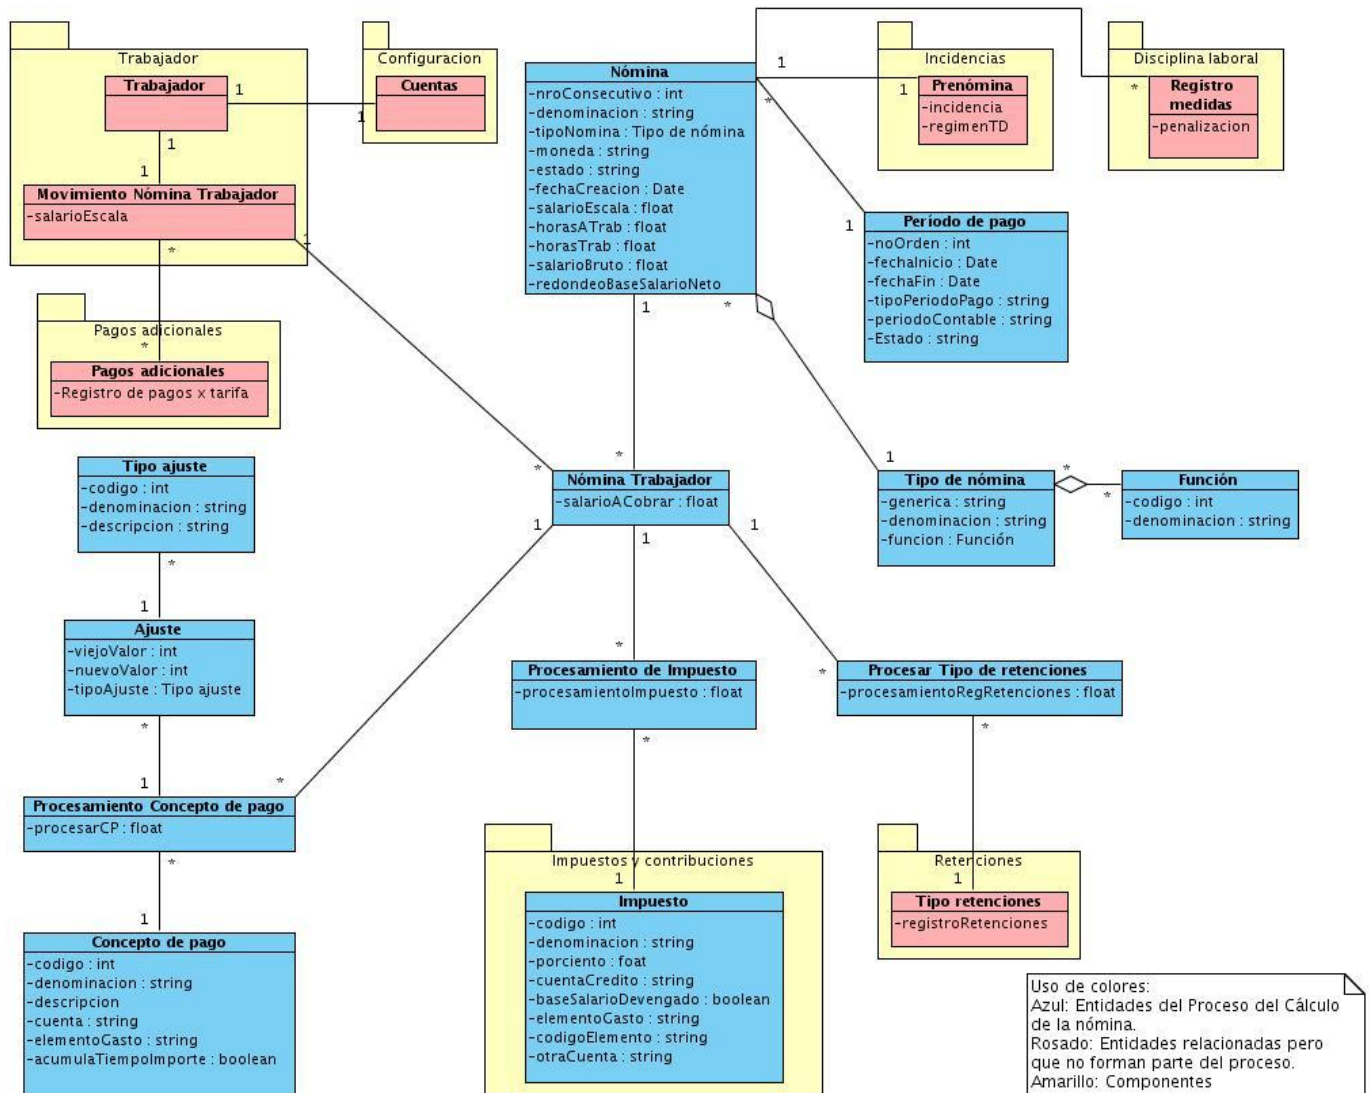 Trabajador
Trabajador
1
1
1
Movimiento Nómina Trabajador
-salarioEscala
1
*
Configuracion
Cuentas
1
Pagos adicionales
*
Pagos adicionales
-Registro de pagos x tarifa
Nómina
-nroConsecutivo : int
-denominacion : string
-tipoNomina : Tipo de nómina
-moneda : string
-estado : string
-fechaCreacion : Date
-salarioEscala : float
-horasATrab : float
-horasTrab : float
-salarioBruto : float
-redondeoBaseSalarioNeto
1
*
1
*
Incidencias
Prenómina
-incidencia
-regimenTD
1
Disciplina laboral
Registro
medidas
-penalizacion
*
Período de pago
-noOrden : int
-fechaInicio : Date
-fechaFin : Date
-tipoPeriodoPago : string
-periodoContable : string
-Estado : string
1
Tipo ajuste
-codigo : int
-denominacion : string
-descripcion : string
*
1
Ajuste
-viejoValor : int
-nuevoValor : int
-tipoAjuste : Tipo ajuste
*
1
*
Procesamiento Concepto de pago
-procesarCP : float
*
1
Concepto de pago
-codigo : int
-denominacion : string
-descripcion
-cuenta : string
-elementoGasto : string
-acumulaTiempoImporte : boolean
*
*
Nómina Trabajador
-salarioACobrar : float
1
1
1
1
Tipo de nómina
-generica : string
-denominacion : string
-funcion : Función
*
*
Función
-codigo : int
-denominacion : string
*
Procesamiento de Impuesto
-procesamientoImpuesto : float
*
*
Procesar Tipo de retenciones
-procesamientoRegRetenciones : float
*
Impuestos y contribuciones
1
Impuesto
-codigo : int
-denominacion : string
-porciento : foat
-cuentaCredito : string
-baseSalarioDevengado : boolean
-elementoGasto : string
-codigoElemento : string
-otraCuenta : string
Retenciones
1
Tipo retenciones
-registroRetenciones
Uso de colores:
Azul: Entidades del Proceso del Cálculo
de la nómina.
Rosado: Entidades relacionadas pero
que no forman parte del proceso.
Amarillo: Componentes